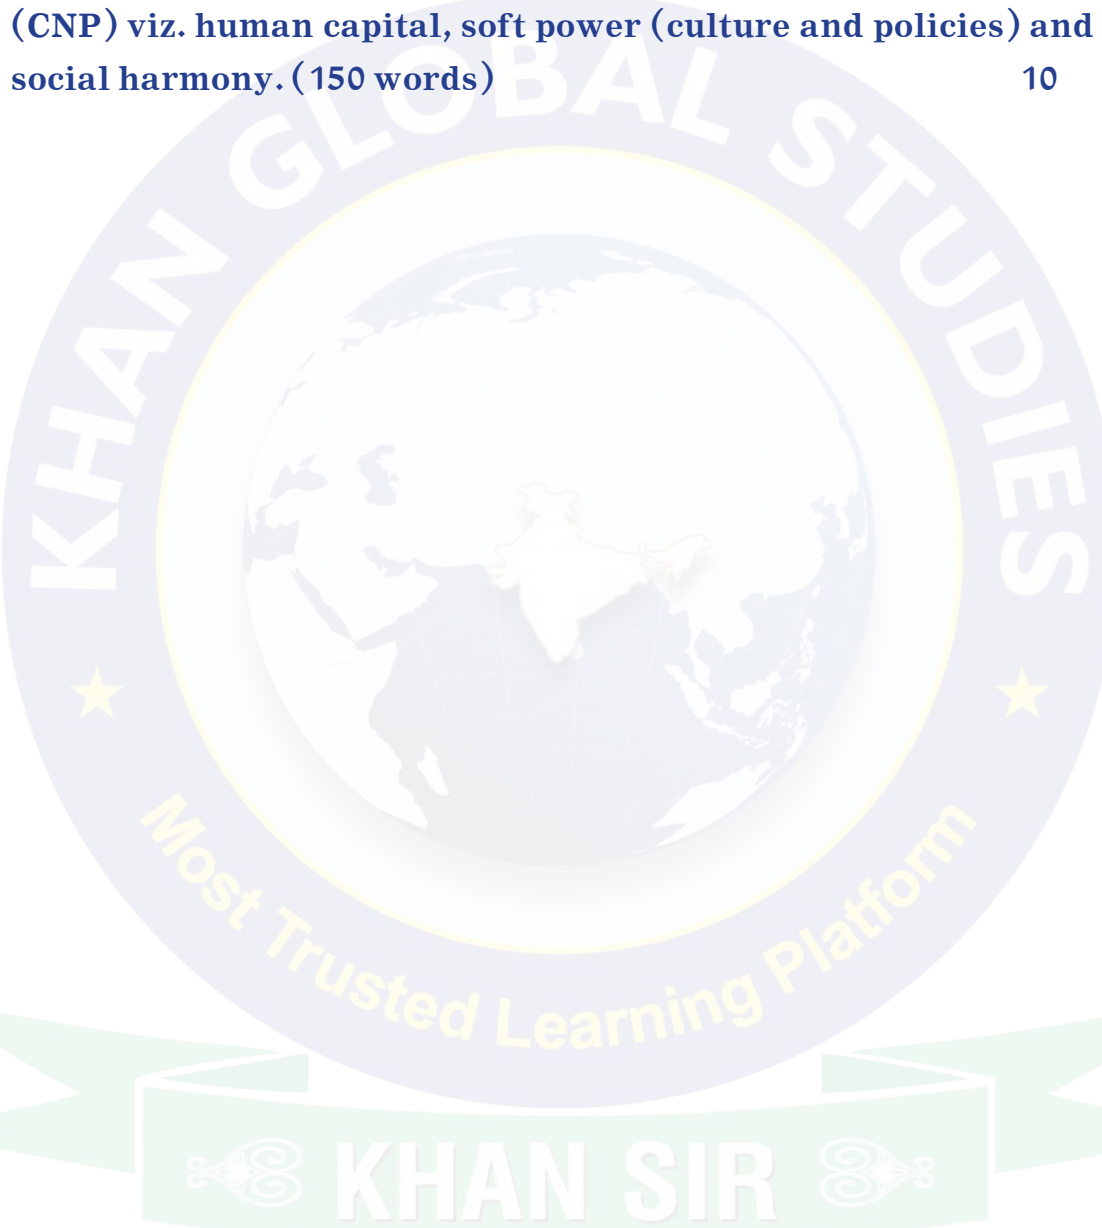 (CNP) viz. human capital, soft power (culture and policies) and
social harmony. (150 words) 10
KHAN GLOBAL STUDIES
Most Trusted Learning Platform
KHAN SIR